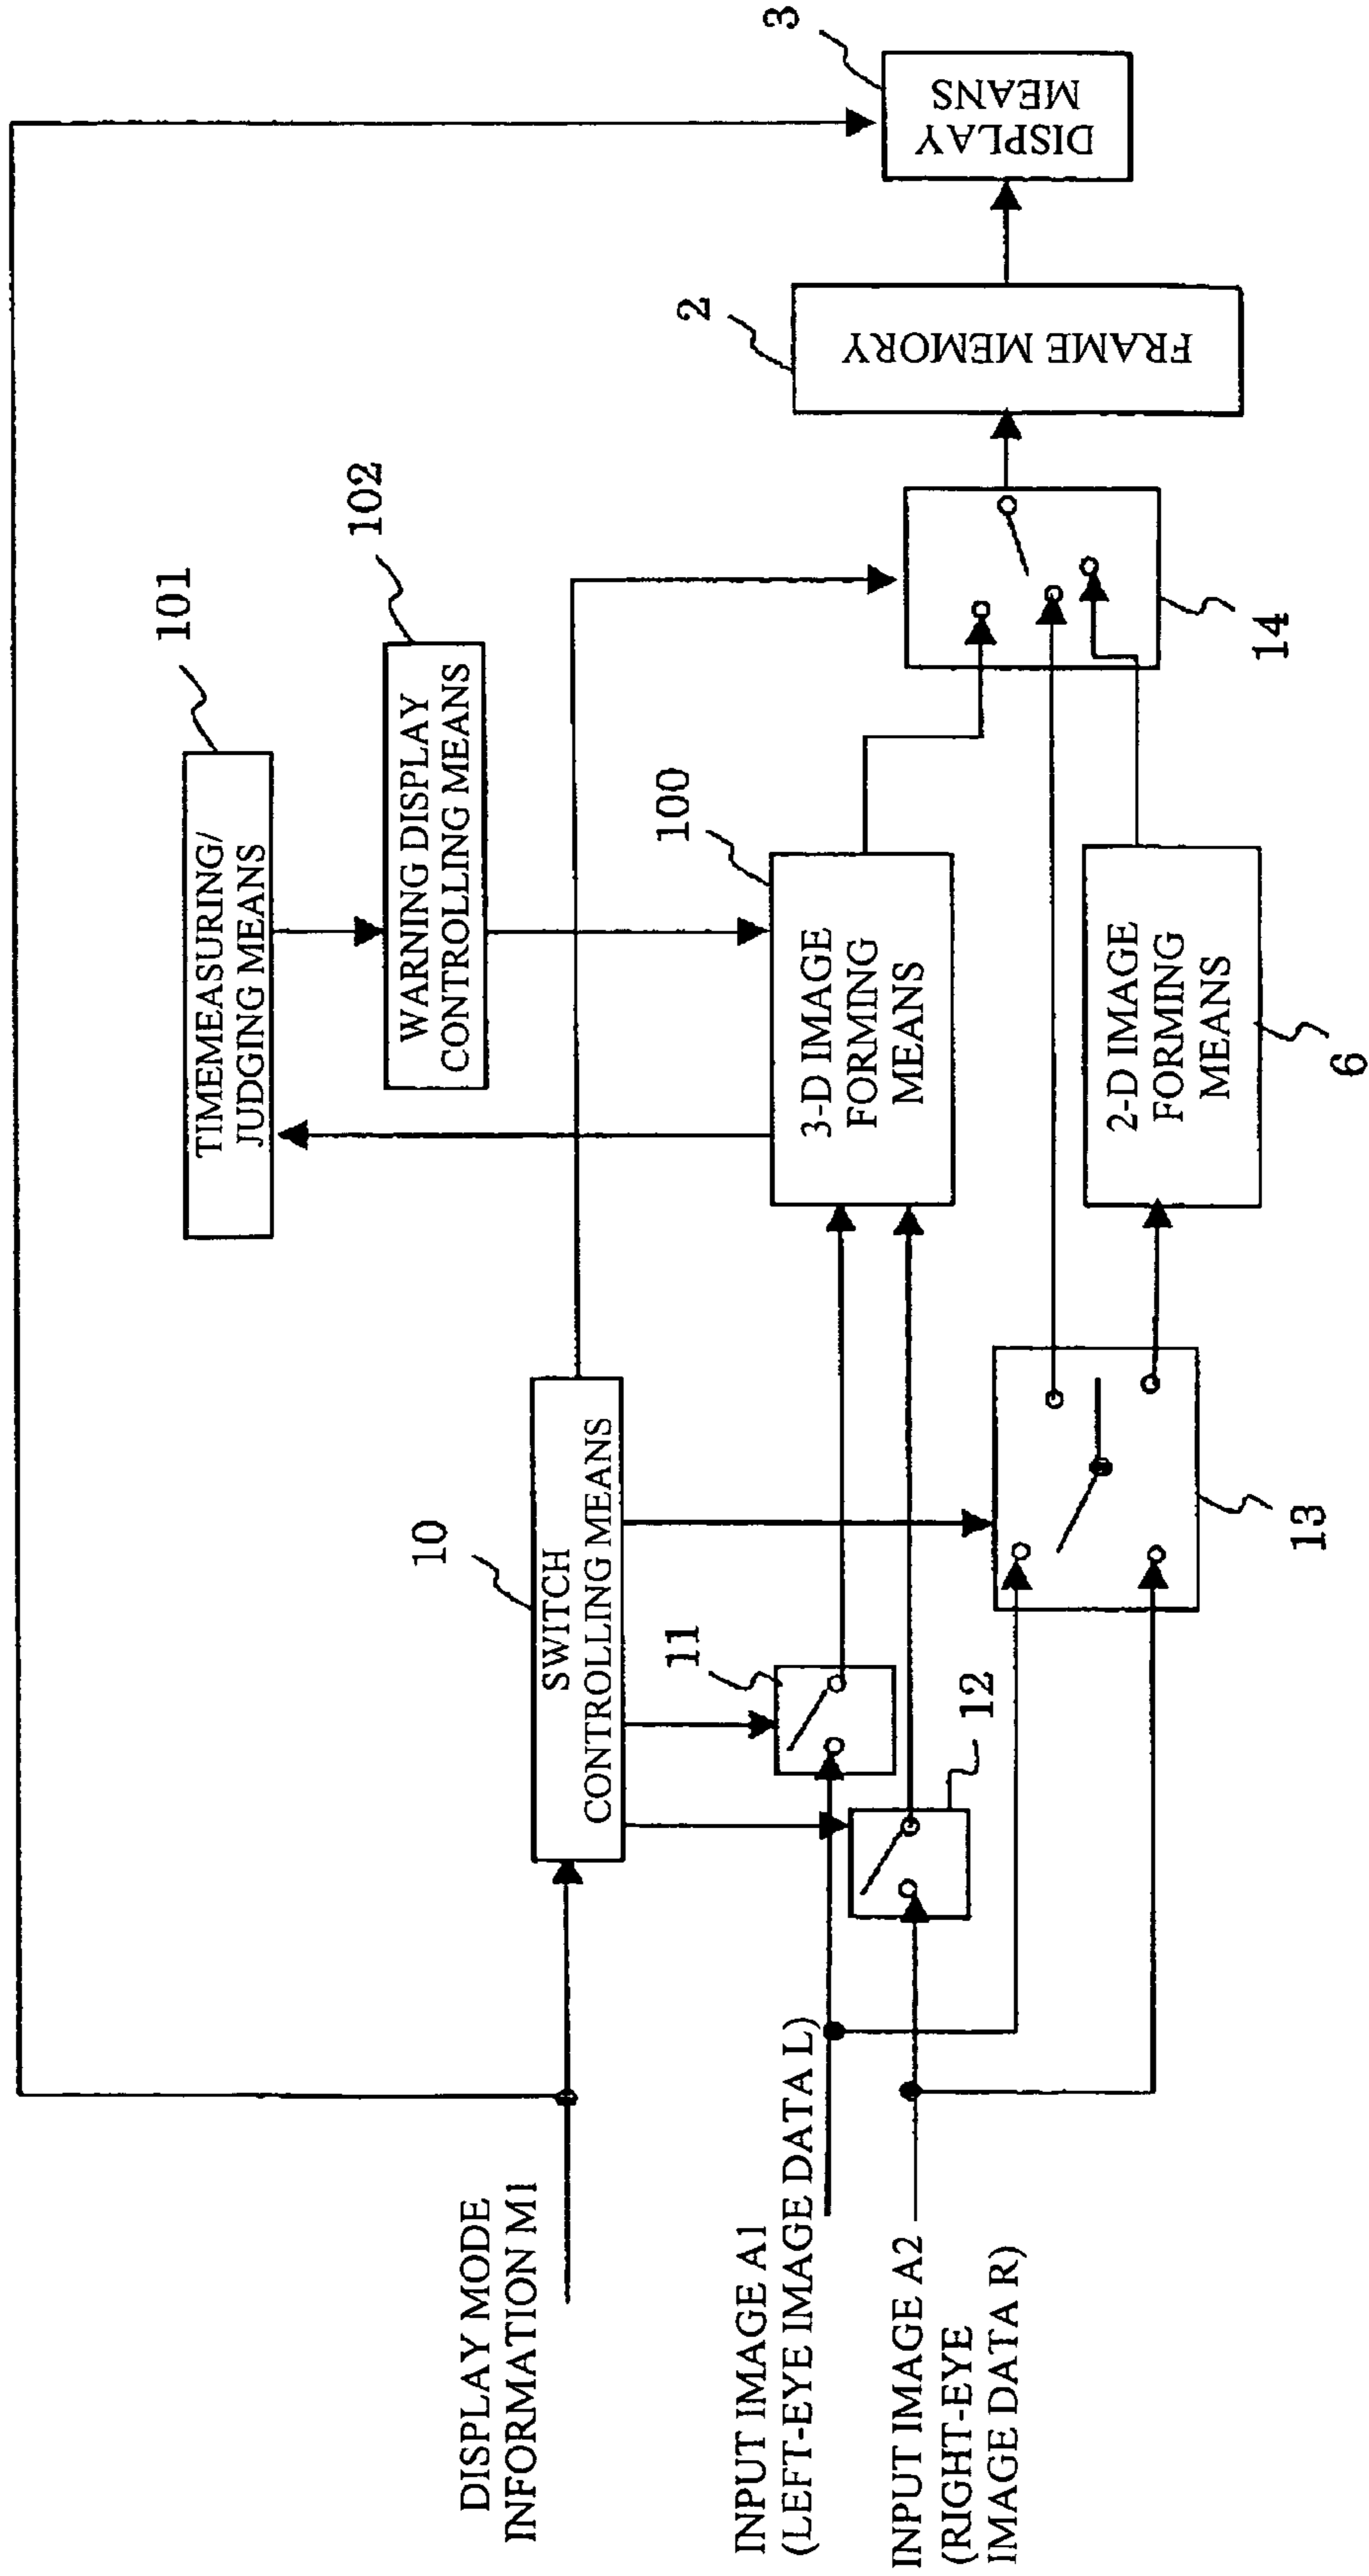 DISPLAY MODE
INFORMATION M1
INPUT IMAGE A1
(LEFT-EYE IMAGE DATA L)
INPUT IMAGE A2
(RIGHT-EYE
IMAGE DATA R)
10
SWITCH
CONTROLLING MEANS
11
12
13
101
TIMEMEASURING/
JUDGING MEANS
102
WARNING DISPLAY
CONTROLLING MEANS
100
3-D IMAGE
FORMING
MEANS
2-D IMAGE
FORMING
MEANS
6
14
2
FRAME MEMORY
3
DISPLAY
MEANS